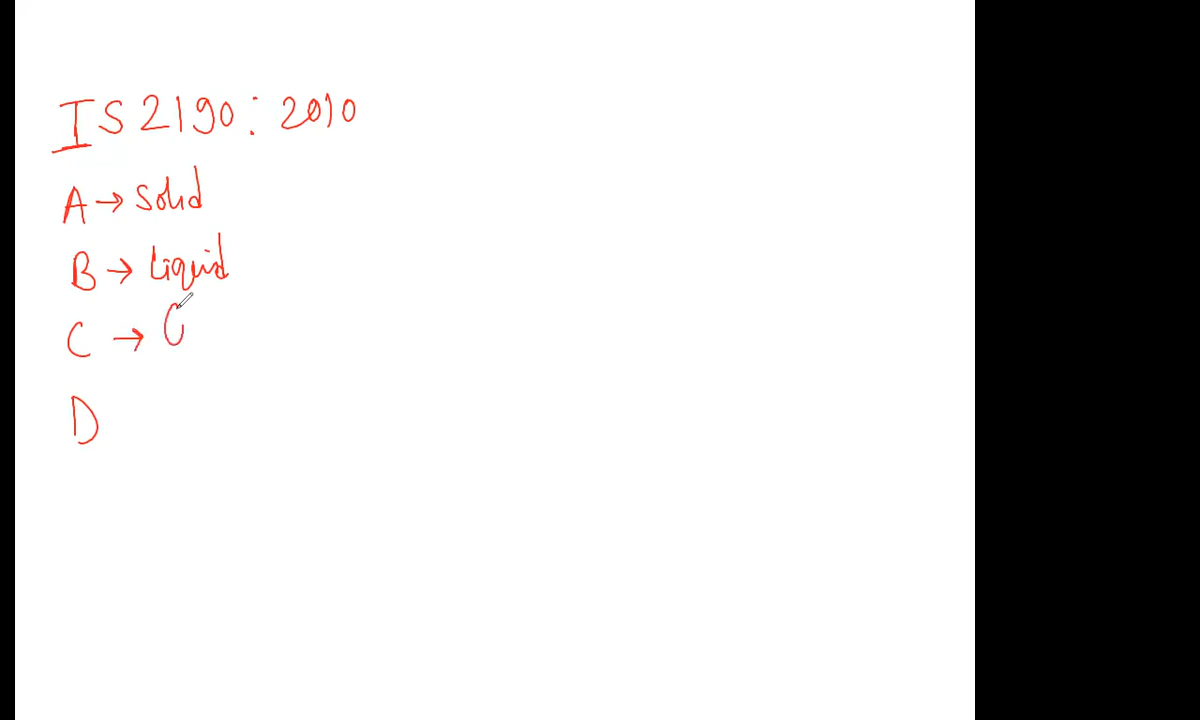 IS 2190: 2010
A → Solid
B → Liquid
C →
D